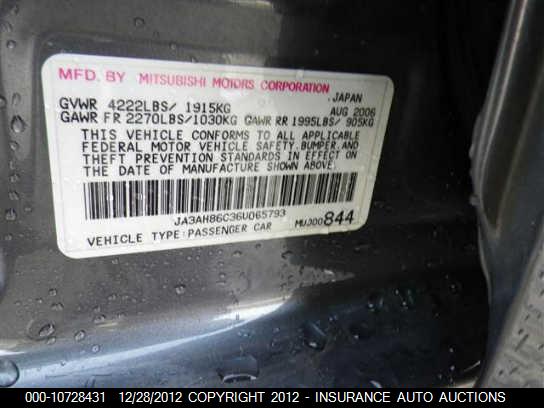 MFD. BY MITSUBISHI MOTORS CORPORATION
JAPAN
GVWR 4222LBS/ 1915KG AUG 2006
GAWR FR 2270LBS/1030KG GAWR RR 1995LBS/ 905KG
THIS VEHICLE CONFORMS TO ALL APPLICABLE
FEDERAL MOTOR VEHICLE SAFETY,BUMPER,AND
THEFT PREVENTION STANDARDS IN EFFECT ON
THE DATE OF MANUFACTURE SHOWN ABOVE.
JA3AH86C36U065793
VEHICLE TYPE:PASSENGER CAR MU000844
000-10728431 12/28/2012 COPYRIGHT 2012 - INSURANCE AUTO AUCTIONS